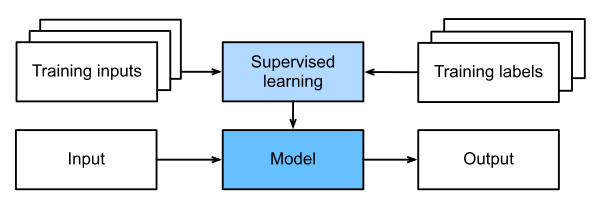 Training inputs
Supervised
learning
Training labels
Input
Model
Output